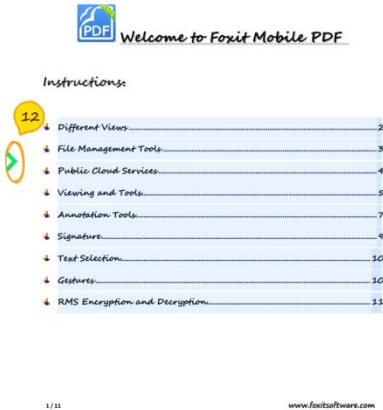 PDF
Welcome to Foxit Mobile PDF
Instructions:
12
Different Views 2
File Management Tools 3
Public Cloud Services 4
Viewing and Tools 5
Annotation Tools 7
Signature 9
Text Selection 10
Gestures 10
RMS Encryption and Decryption 11
1 / 11 www.foxitsoftware.com